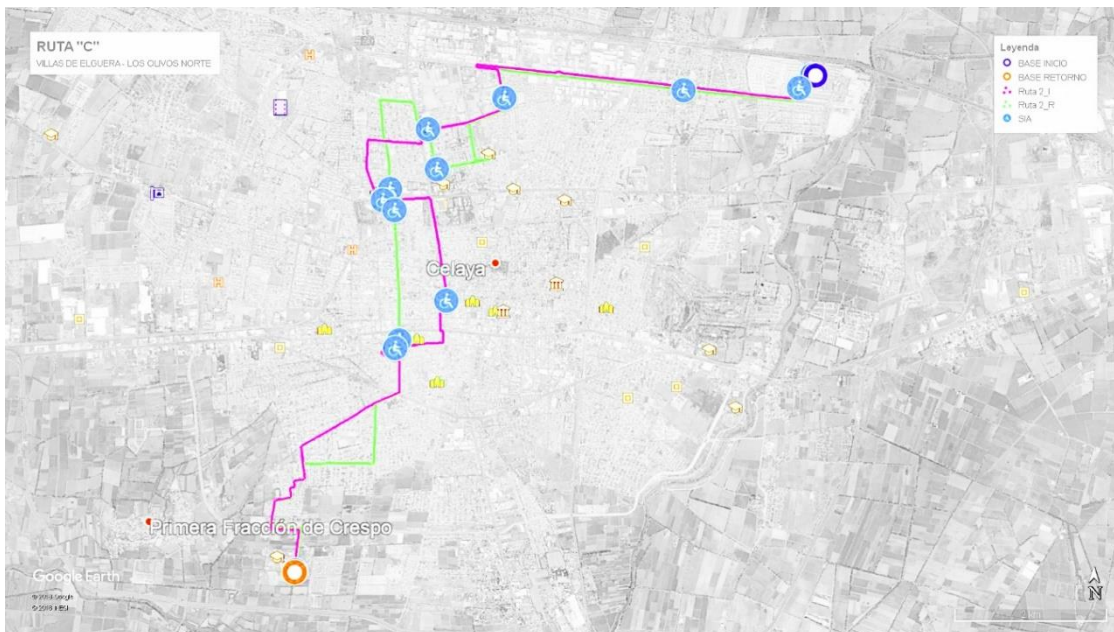 RUTA "C"
VILLAS DE ELGUERA - LOS OLIVOS NORTE
Leyenda
BASE INICIO
BASE RETORNO
Ruta 2_I
Ruta 2_R
SIA
Celaya
Primera Fracción de Crespo
Google Earth
N